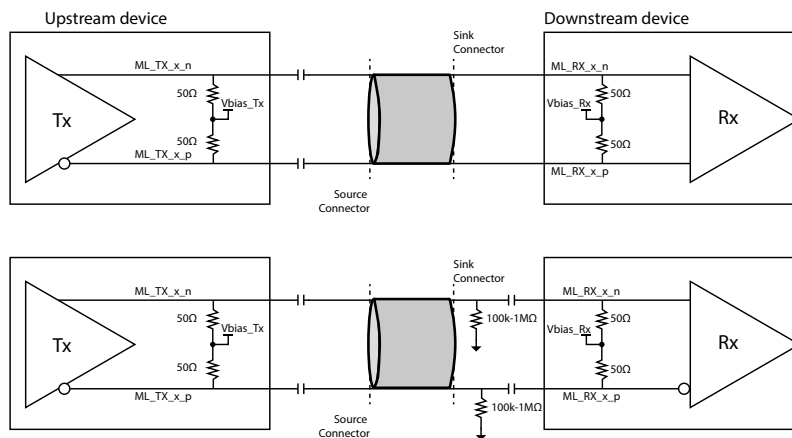 Upstream device
Downstream device
Sink
Connector
ML_TX_x_n
ML_RX_x_n
50Ω
Vbias_Tx
Vbias_Rx
50Ω
Tx
Rx
50Ω
50Ω
ML_TX_x_p
ML_RX_x_p
Source
Connector
Sink
Connector
ML_TX_x_n
ML_RX_x_n
50Ω
100k-1MΩ
50Ω
Vbias_Tx
Vbias_Rx
Tx
Rx
50Ω
50Ω
ML_TX_x_p
ML_RX_x_p
100k-1MΩ
Source
Connector